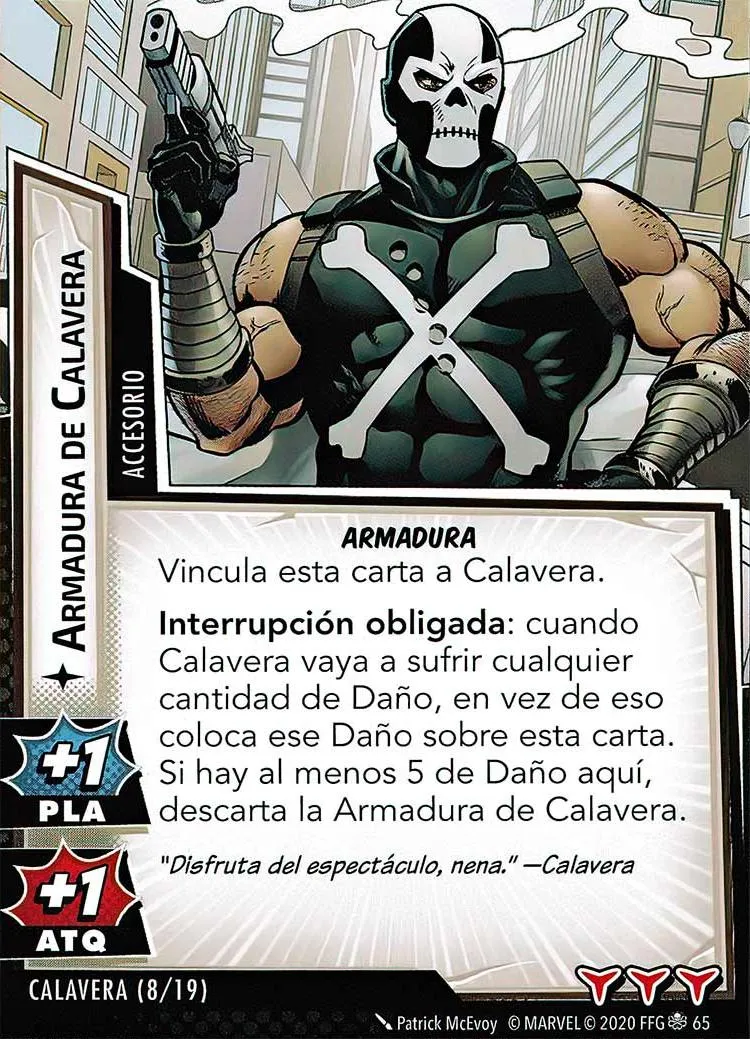 ARMADURA DE CALAVERA
ACCESORIO
ARMADURA
Vincula esta carta a Calavera.
Interrupción obligada: cuando
Calavera vaya a sufrir cualquier
cantidad de Daño, en vez de eso
coloca ese Daño sobre esta carta.
Si hay al menos 5 de Daño aquí,
descarta la Armadura de Calavera.
"Disfruta del espectáculo, nena." —Calavera
+1
PLA
+1
ATQ
CALAVERA (8/19)
Patrick McEvoy © MARVEL © 2020 FFG 65